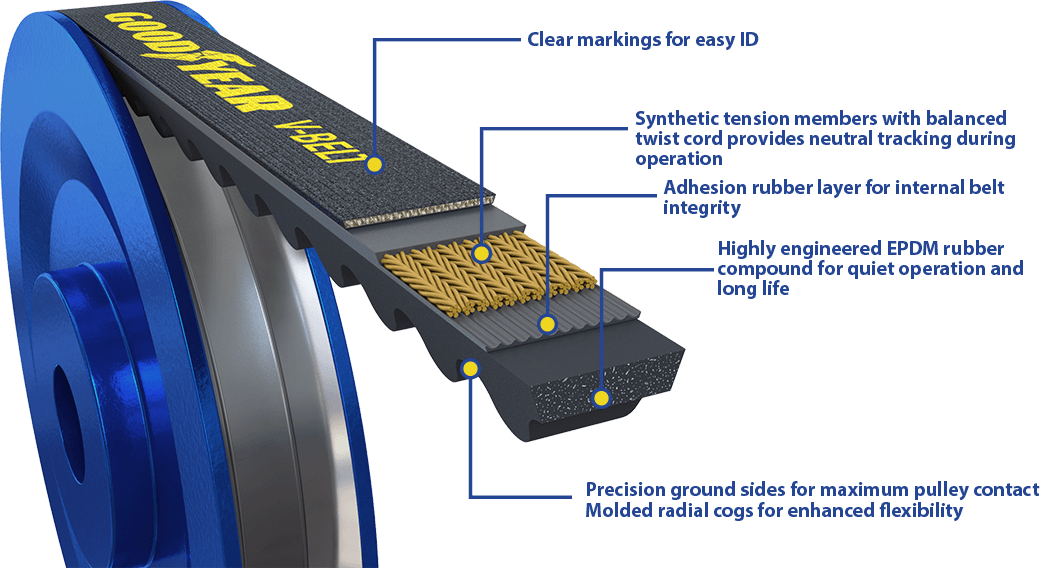 GOODYEAR V-BELT
Clear markings for easy ID
Synthetic tension members with balanced
twist cord provides neutral tracking during
operation
Adhesion rubber layer for internal belt
integrity
Highly engineered EPDM rubber
compound for quiet operation and
long life
Precision ground sides for maximum pulley contact
Molded radial cogs for enhanced flexibility